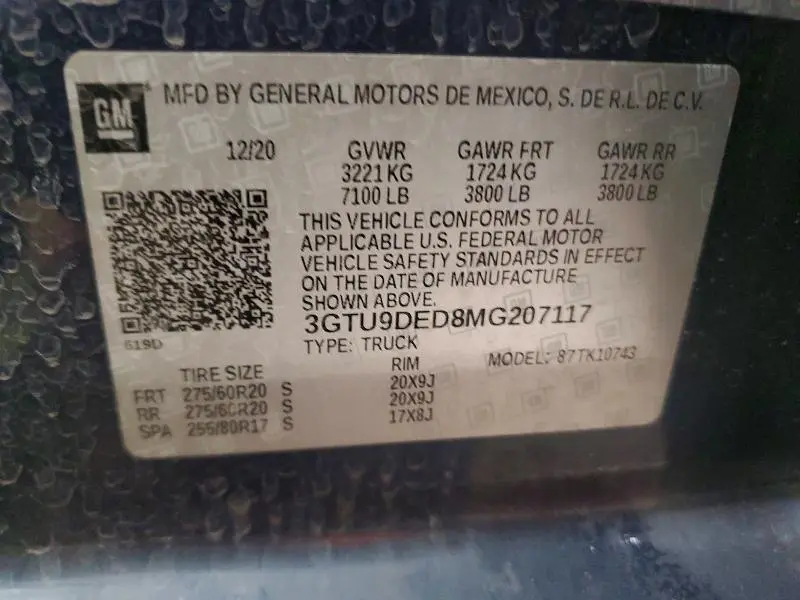 GM MFD BY GENERAL MOTORS DE MEXICO, S. DE R.L. DE C.V.
12/20 GVWR GAWR FRT GAWR RR
3221 KG 1724 KG 1724 KG
7100 LB 3800 LB 3800 LB
THIS VEHICLE CONFORMS TO ALL
APPLICABLE U.S. FEDERAL MOTOR
VEHICLE SAFETY STANDARDS IN EFFECT
ON THE DATE OF MANUFACTURE
SHOWN ABOVE.
3GTU9DED8MG207117
619D
TYPE: TRUCK MODEL: 87TK10743
TIRE SIZE RIM
FRT 275/60R20 S 20X9J
RR 275/60R20 S 20X9J
SPA 255/80R17 S 17X8J